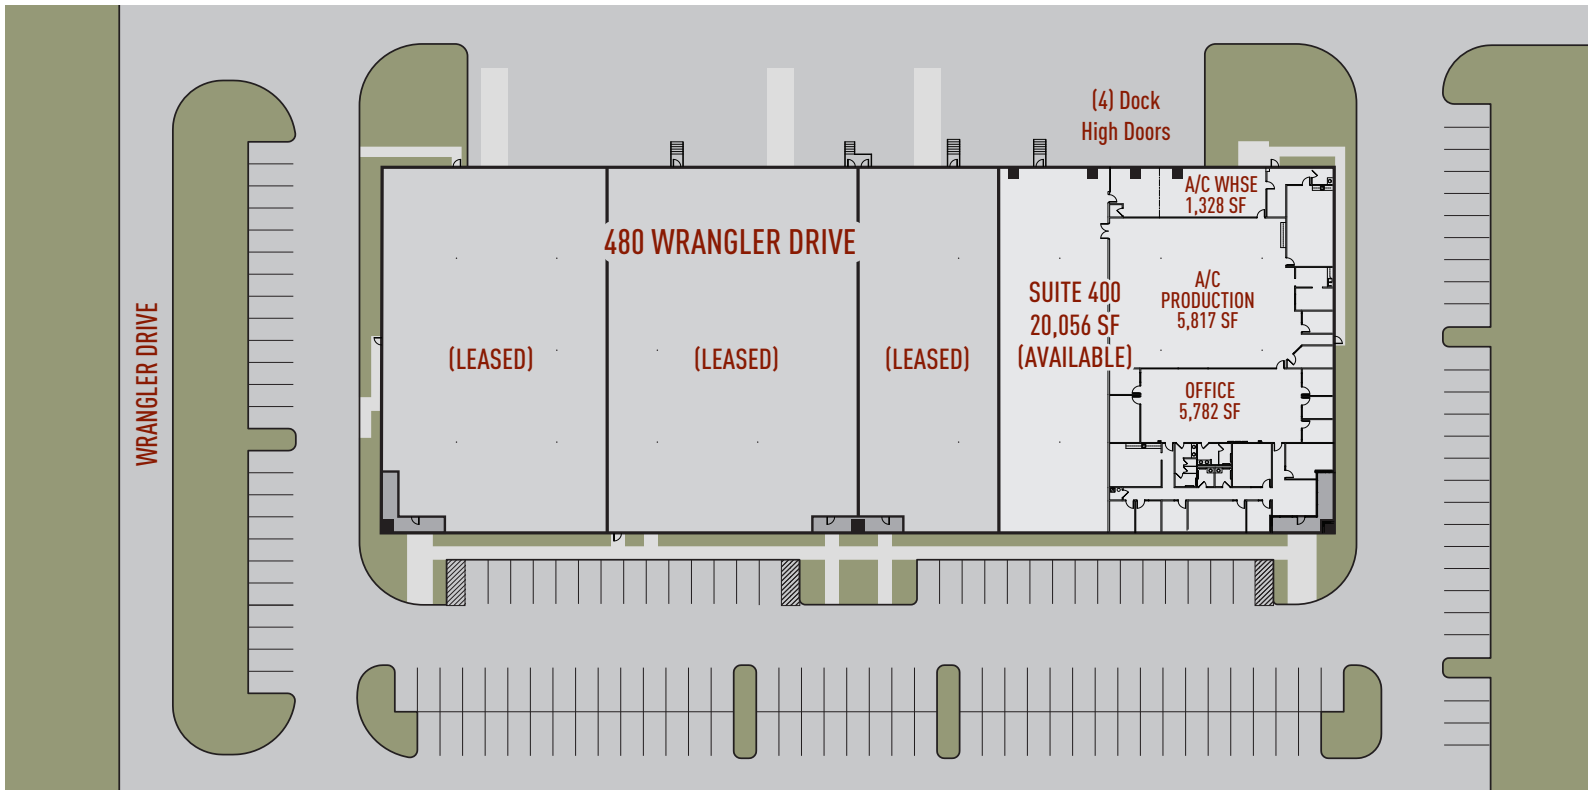 (4) Dock
High Doors
A/C WHSE
1,328 SF
480 WRANGLER DRIVE
A/C
PRODUCTION
5,817 SF
SUITE 400
20,056 SF
(AVAILABLE)
(LEASED)
(LEASED)
(LEASED)
OFFICE
5,782 SF
WRANGLER DRIVE